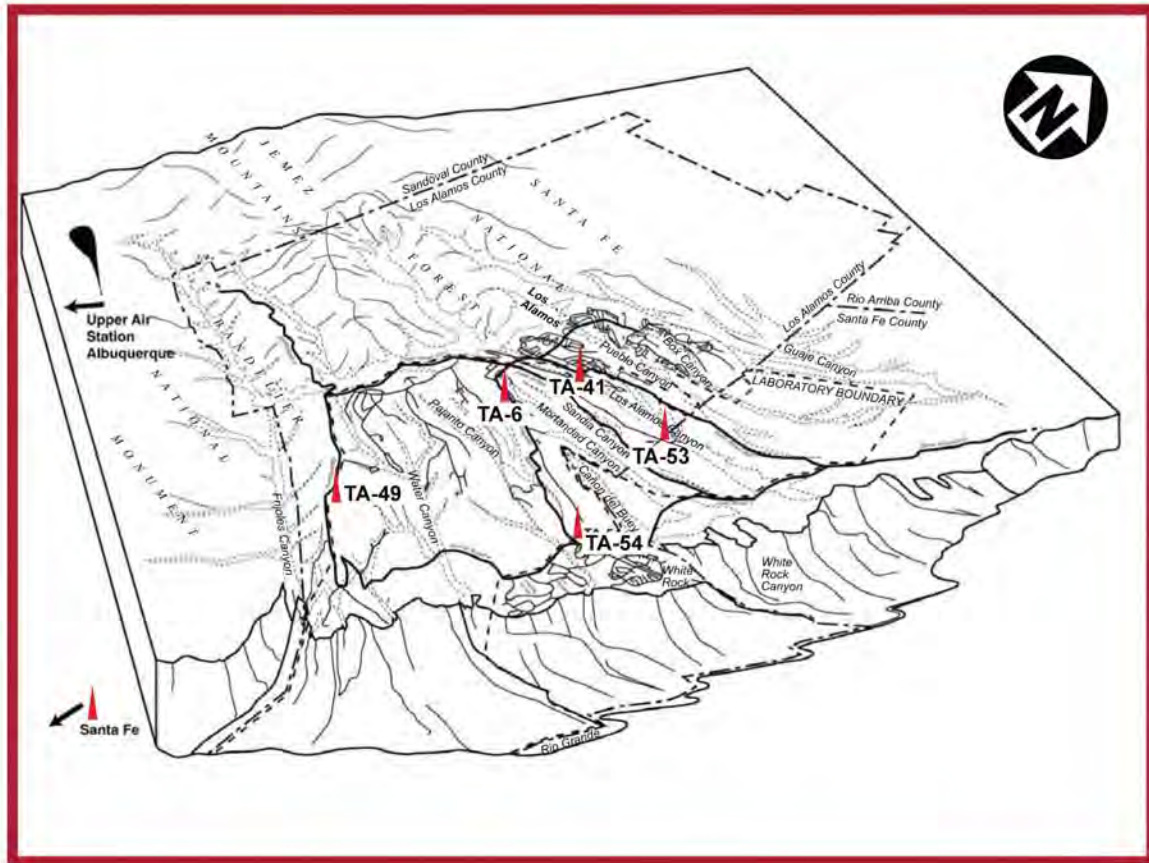 N
JEMEZ
MOUNTAINS
Sandoval County
Los Alamos County
SANTA FE
NATIONAL
FOREST
Los
Alamos
Los Alamos County
Rio Arriba County
Santa Fe County
Upper Air
Station
Albuquerque
BANDELIER
NATIONAL
MONUMENT
Box Canyon
Pueblo Canyon
Guaje Canyon
LABORATORY BOUNDARY
TA-41
TA-6
Los Alamos Canyon
Sandia Canyon
Mortandad Canyon
TA-53
Pajarito Canyon
Water Canyon
Cañon del Buey
TA-49
Frijoles Canyon
TA-54
White
Rock
White
Rock
Canyon
Santa Fe
Rio Grande